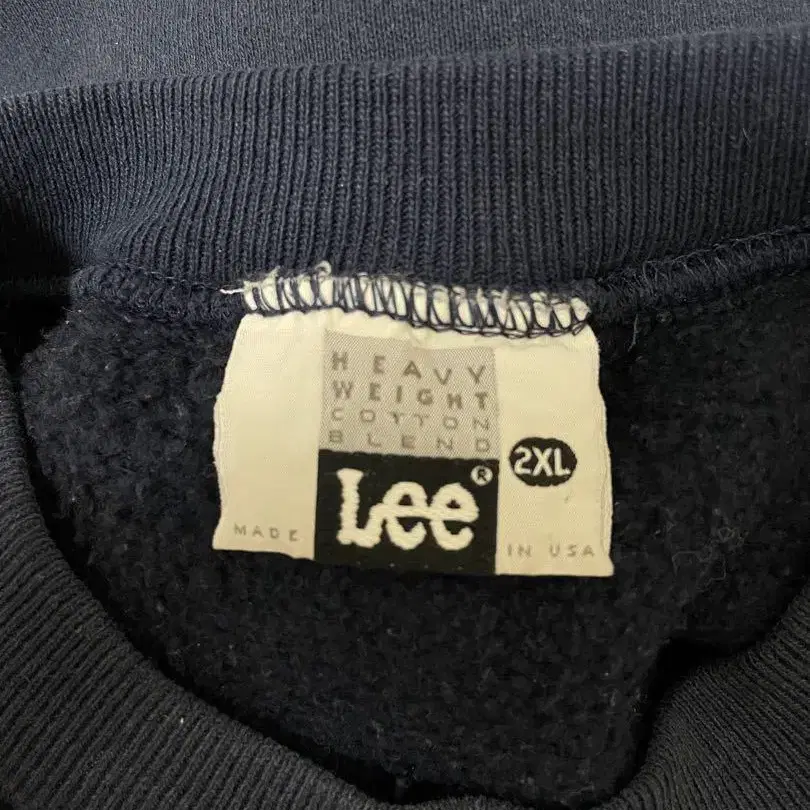 HEAVY
WEIGHT
COTTON
BLEND
2XL
Lee®
MADE IN USA